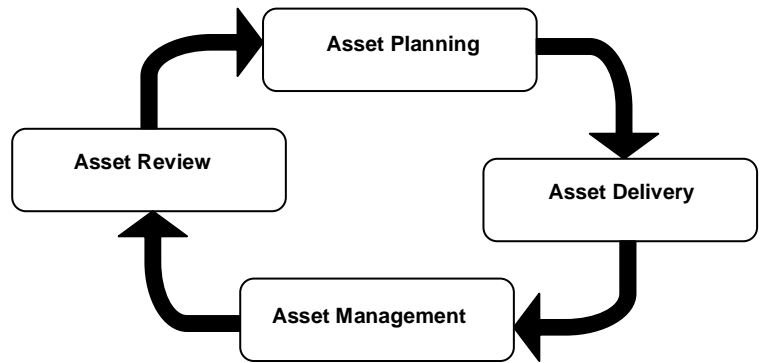 Asset Planning
Asset Review
Asset Delivery
Asset Management